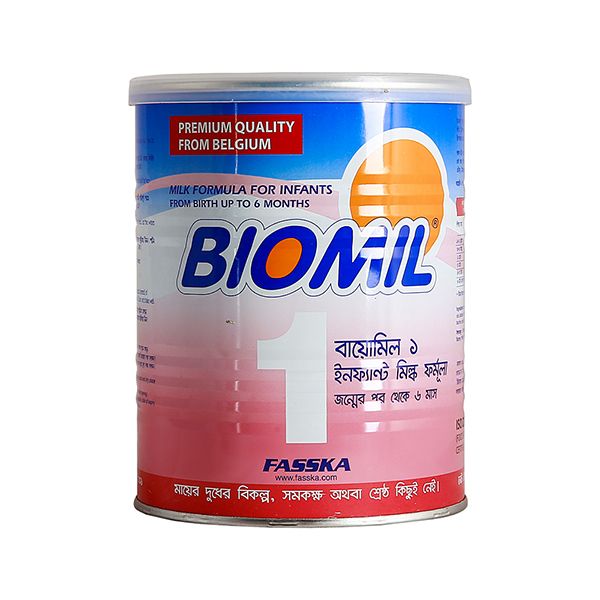 PREMIUM QUALITY
FROM BELGIUM
MILK FORMULA FOR INFANTS
FROM BIRTH UP TO 6 MONTHS
BIOMIL®
1
বায়োমিল ১
ইনফ্যান্ট মিল্ক ফর্মূলা
জন্মের পর থেকে ৬ মাস
FASSKA
www.fasska.com
মায়ের দুধের বিকল্প, সমকক্ষ অথবা শ্রেষ্ঠ কিছুই নেই।